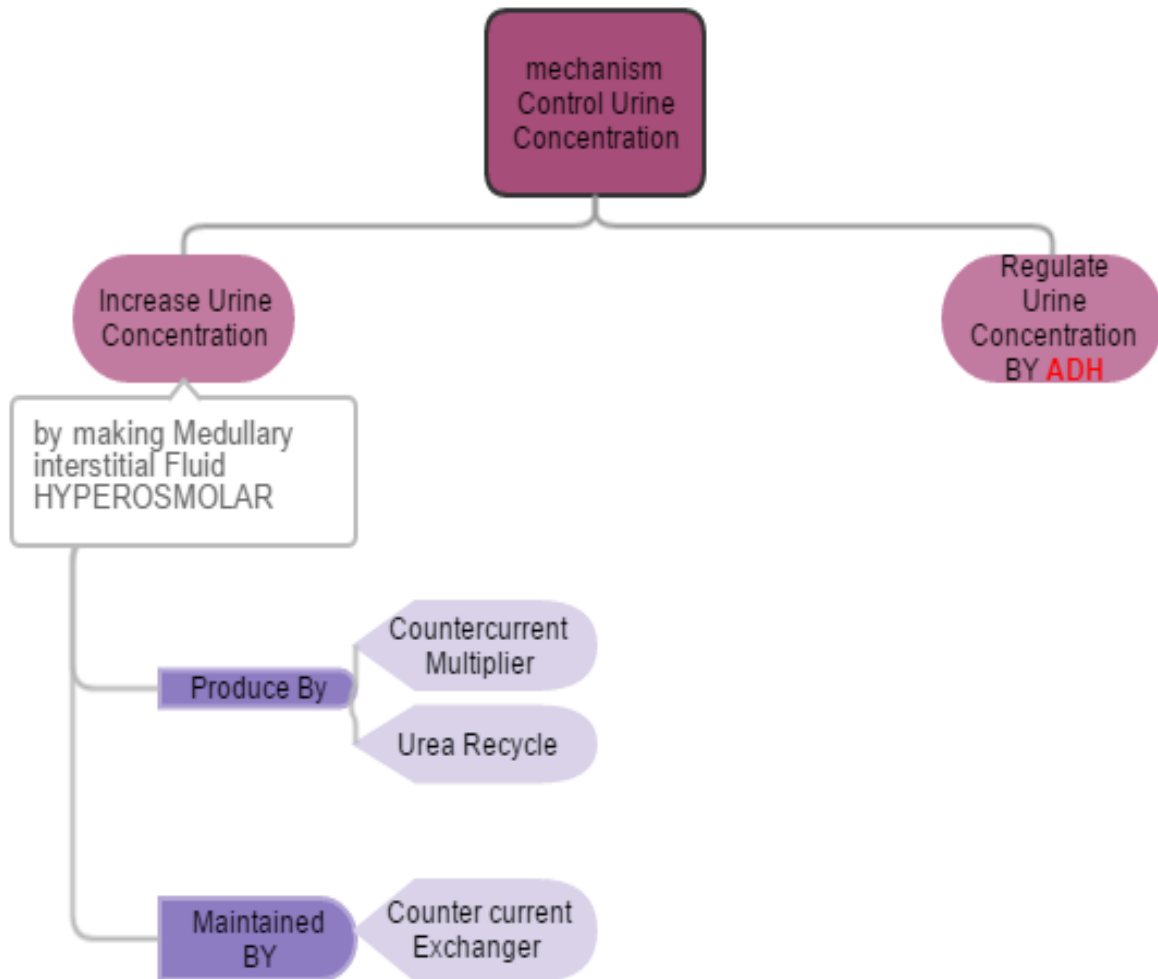 mechanism
Control Urine
Concentration
Increase Urine
Concentration
Regulate
Urine
Concentration
BY ADH
by making Medullary
interstitial Fluid
HYPEROSMOLAR
Produce By
Countercurrent
Multiplier
Urea Recycle
Maintained
BY
Counter current
Exchanger